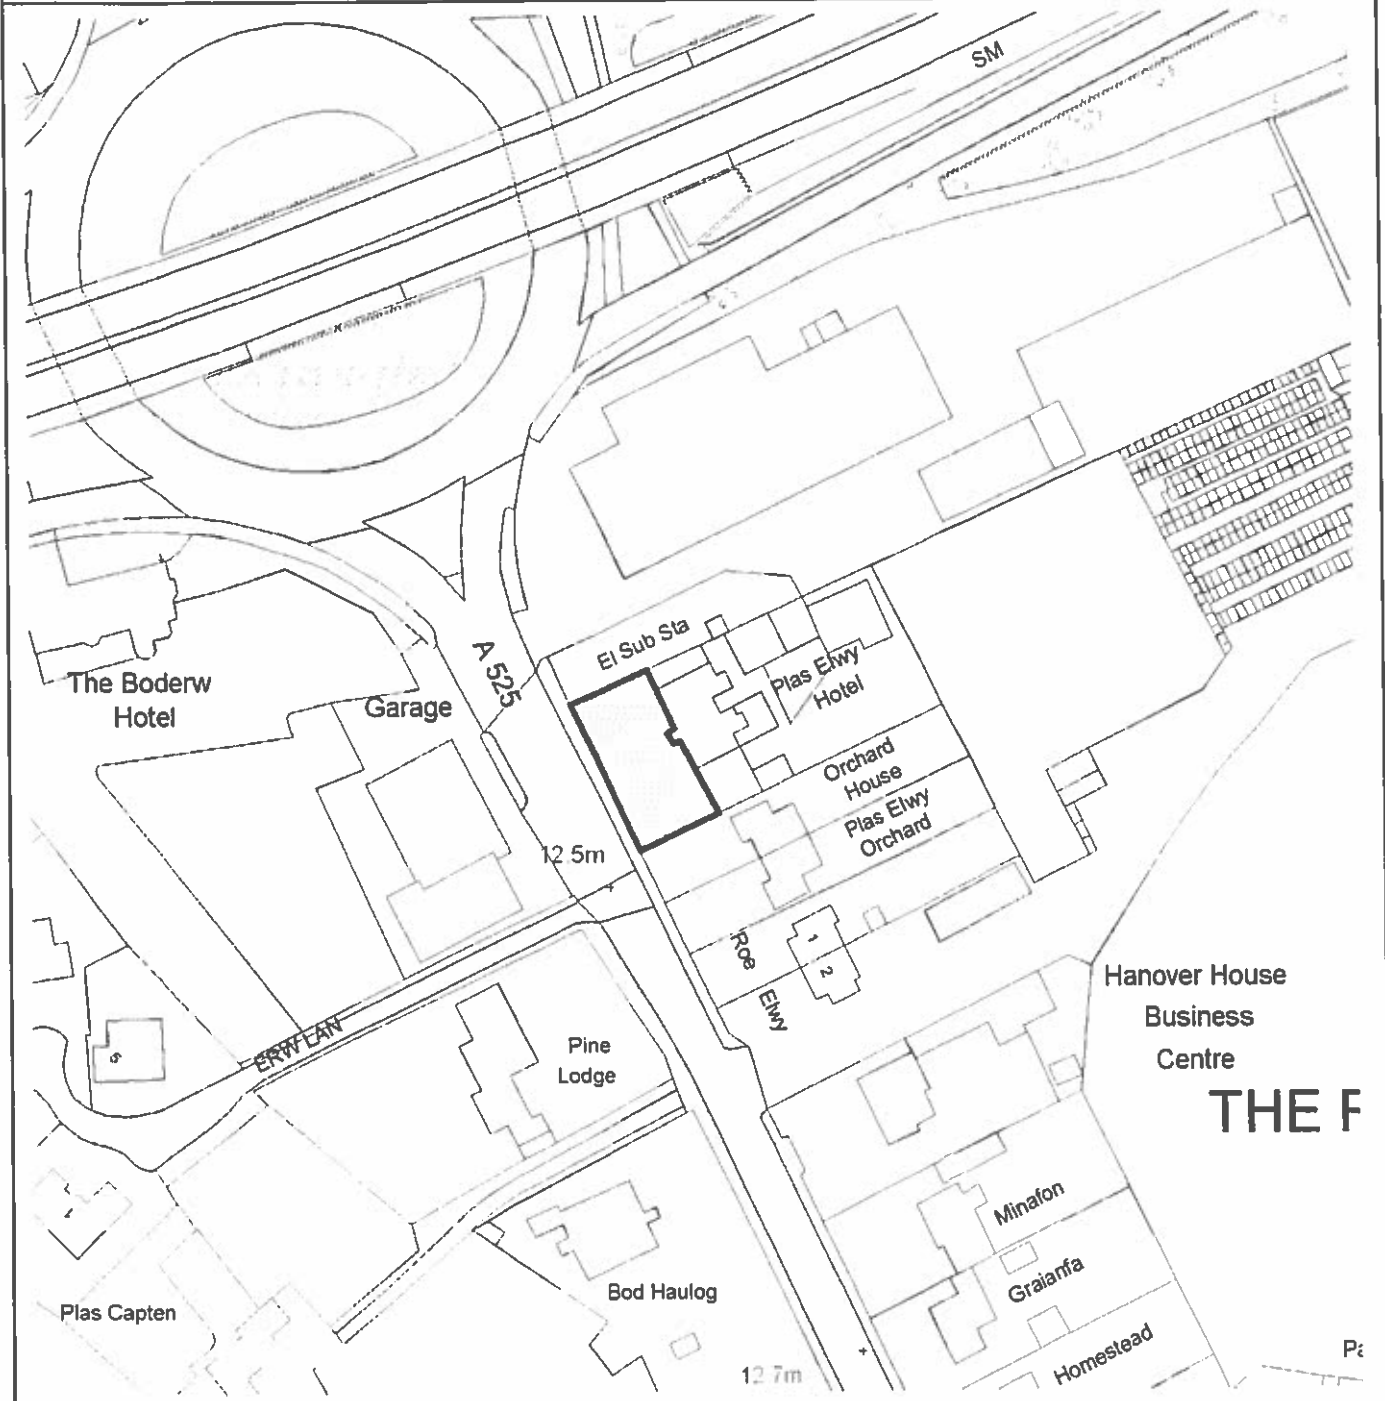 SM
El Sub Sta
A 525
The Boderw
Hotel
Garage
Plas Elwy
Hotel
Orchard
House
Plas Elwy
Orchard
12.5m
Roe
1
2
Elwy
Hanover House
Business
Centre
ERW LAN
Pine
Lodge
THE F
Minafon
Graianfa
Bod Haulog
Plas Capten
Homestead
12.7m